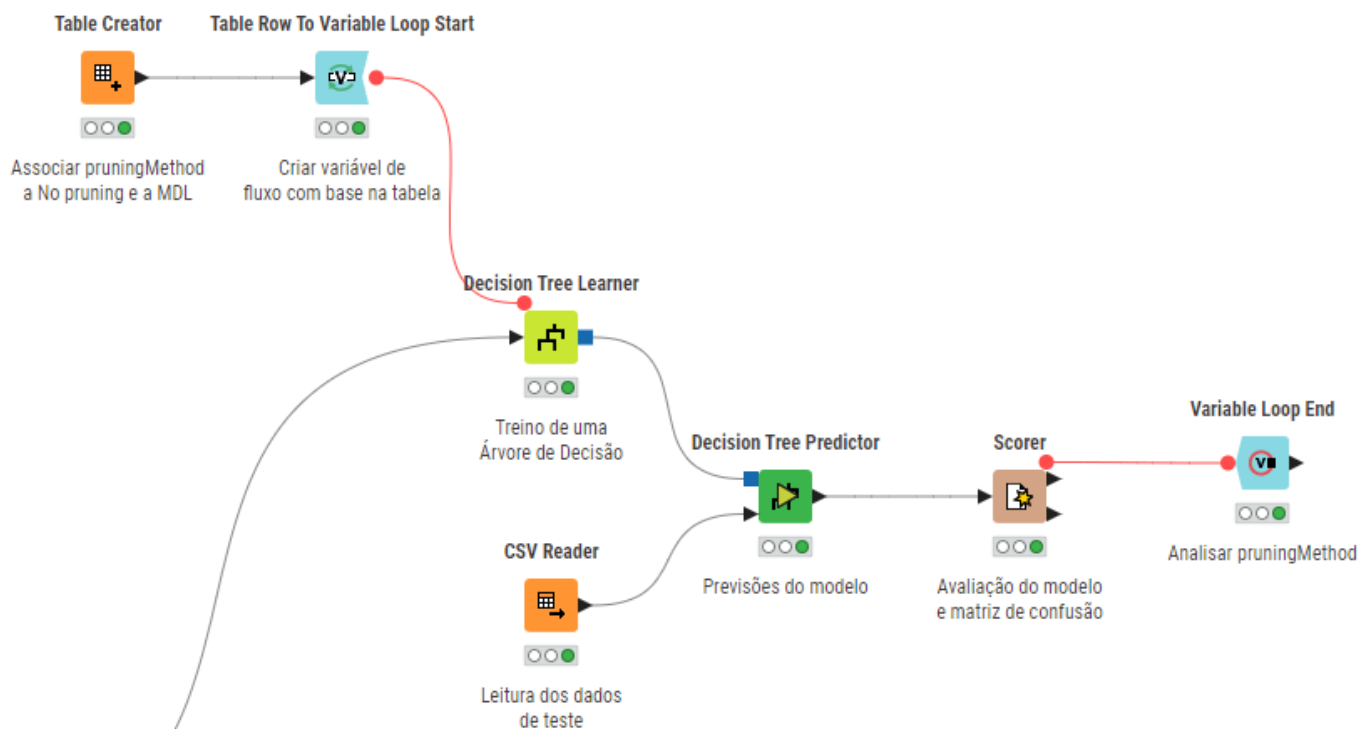 Table Creator
Table Row To Variable Loop Start
Associar pruningMethod
a No pruning e a MDL
Criar variável de
fluxo com base na tabela
Decision Tree Learner
Treino de uma
Árvore de Decisão
Decision Tree Predictor
Scorer
Variable Loop End
CSV Reader
Previsões do modelo
Avaliação do modelo
e matriz de confusão
Analisar pruningMethod
Leitura dos dados
de teste